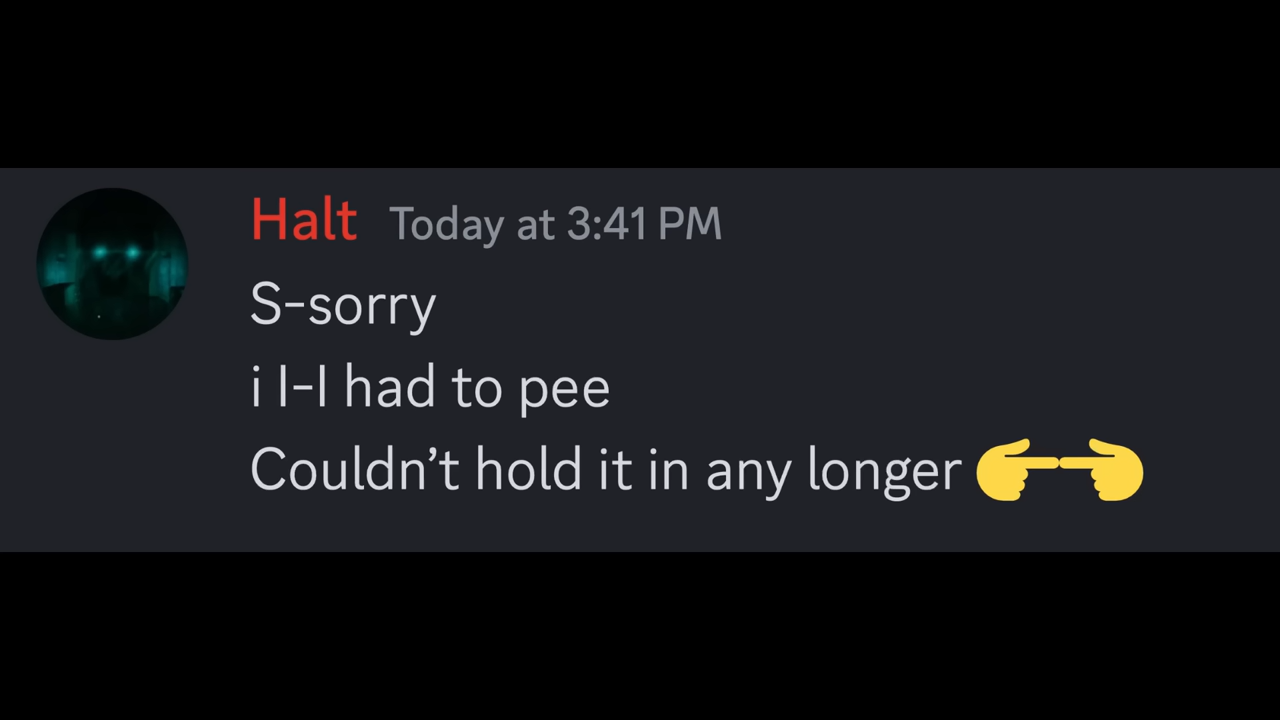 Halt Today at 3:41 PM
S-sorry
i I-I had to pee
Couldn't hold it in any longer 👉👈